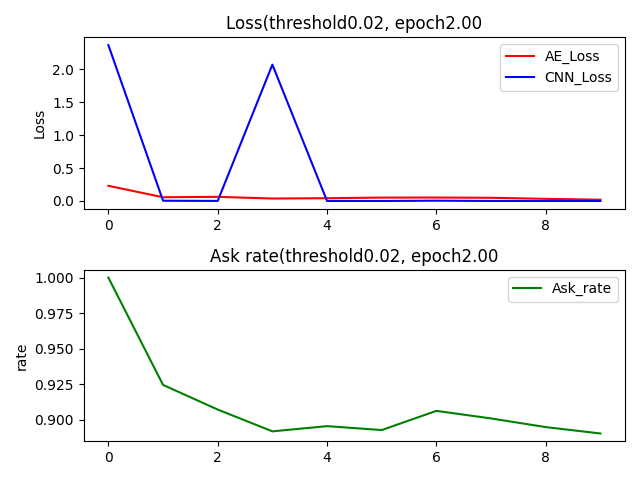 Loss(threshold0.02, epoch2.00
Loss
2.0
1.5
1.0
0.5
0.0
AE_Loss
CNN_Loss
0 2 4 6 8
Ask rate(threshold0.02, epoch2.00
rate
1.000
0.975
0.950
0.925
0.900
Ask_rate
0 2 4 6 8